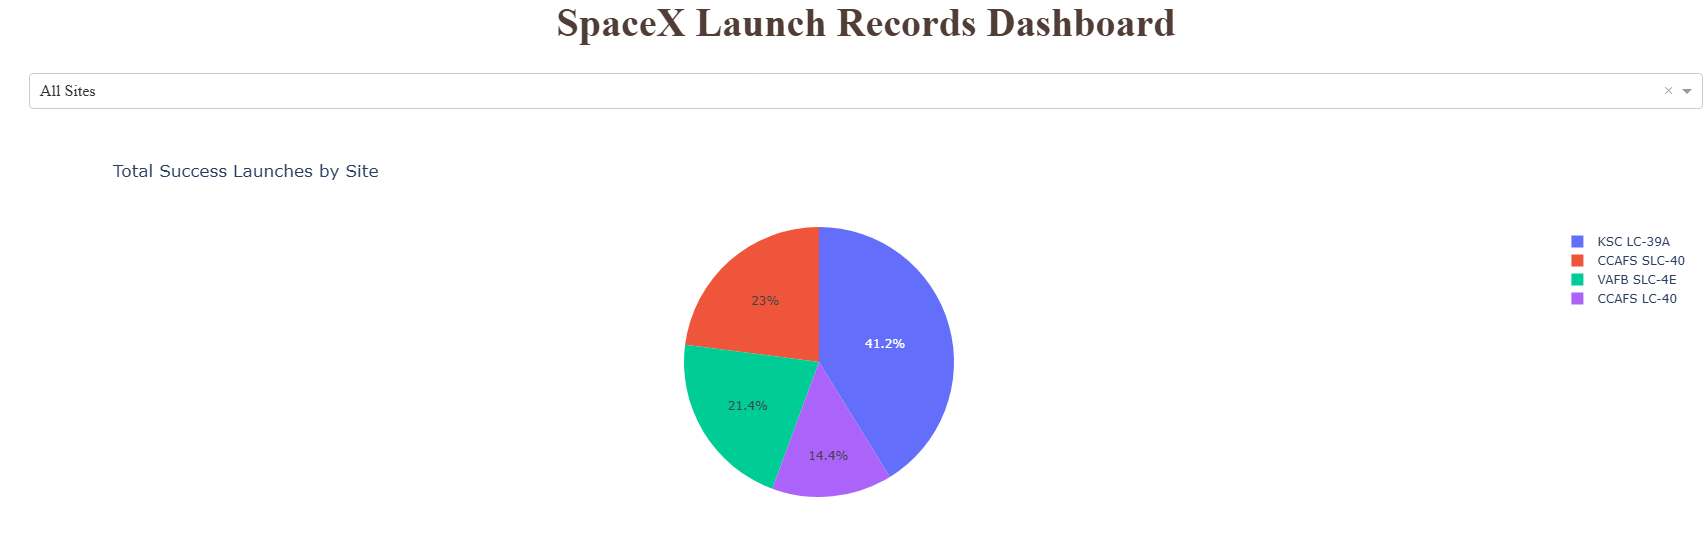 SpaceX Launch Records Dashboard
All Sites
×
Total Success Launches by Site
KSC LC-39A
CCAFS SLC-40
VAFB SLC-4E
CCAFS LC-40
23%
41.2%
21.4%
14.4%